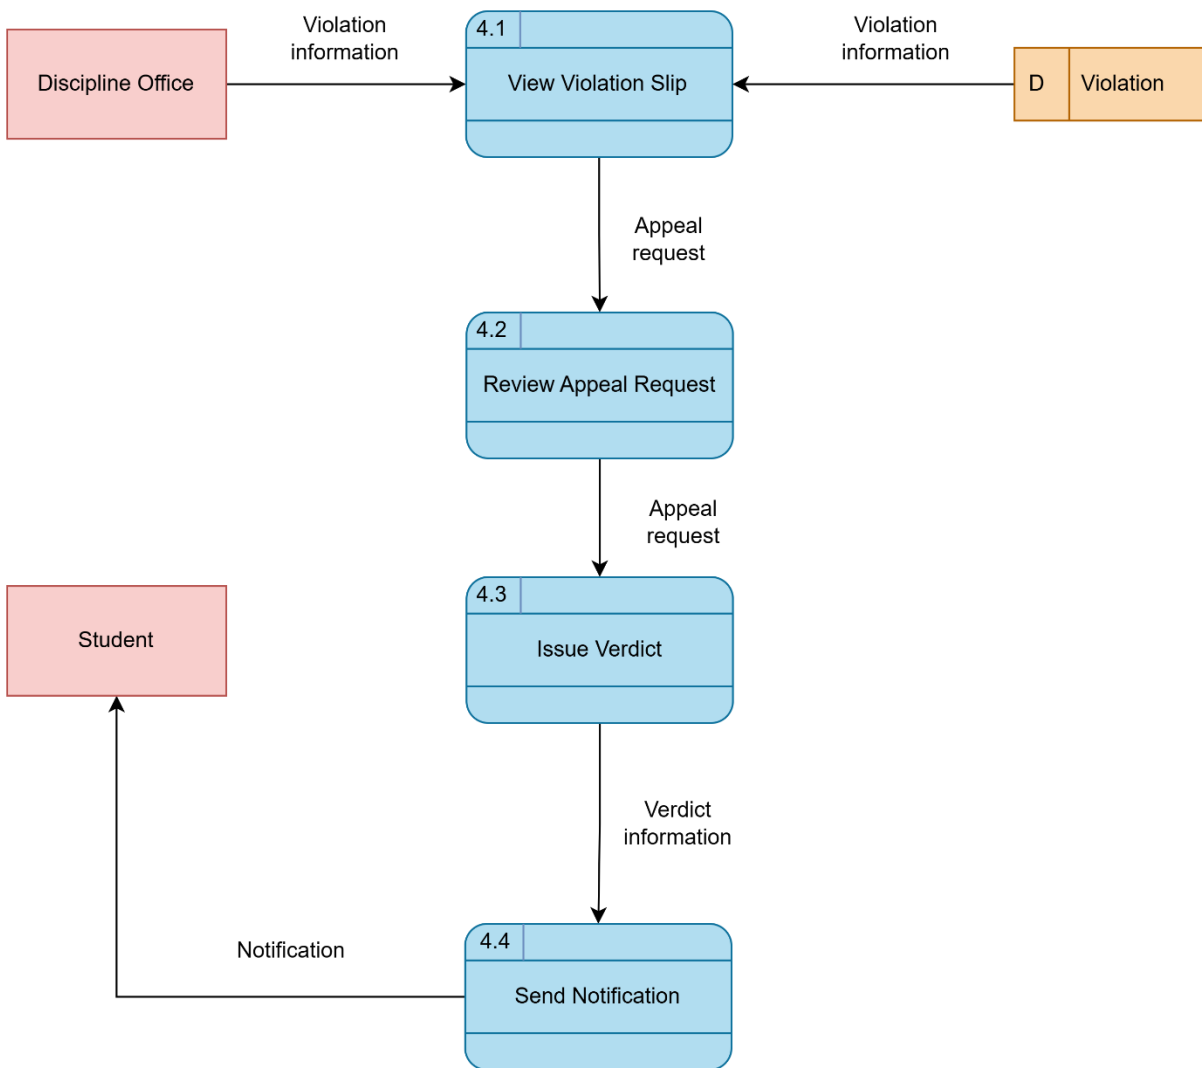 Violation
information
Violation
information
4.1
Discipline Office
View Violation Slip
D
Violation
Appeal
request
4.2
Review Appeal Request
Appeal
request
4.3
Student
Issue Verdict
Verdict
information
4.4
Notification
Send Notification